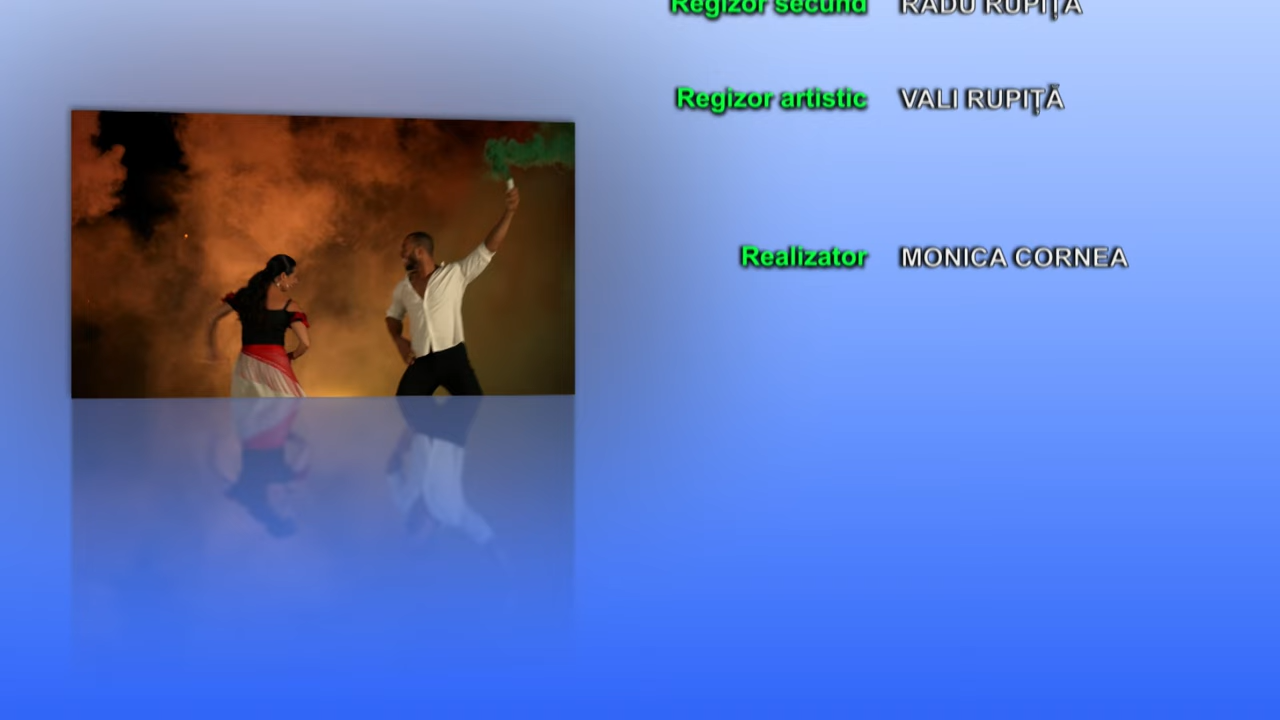 Regizor secund RADU RUPIȚĂ
Regizor artistic VALI RUPIȚĂ
Realizator MONICA CORNEA